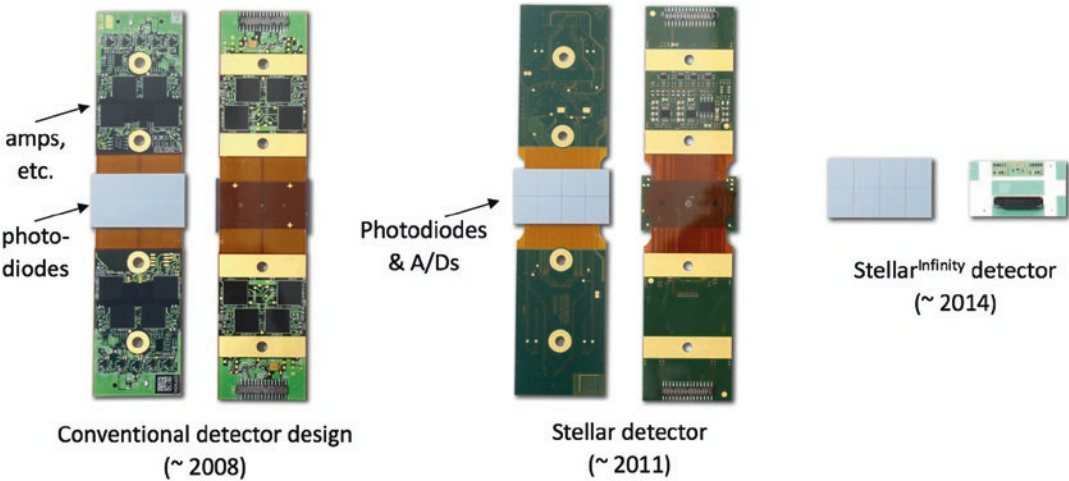 amps,
etc.
photo-
diodes
Conventional detector design
(~ 2008)
Photodiodes
& A/Ds
Stellar detector
(~ 2011)
Stellar^Infinity detector
(~ 2014)